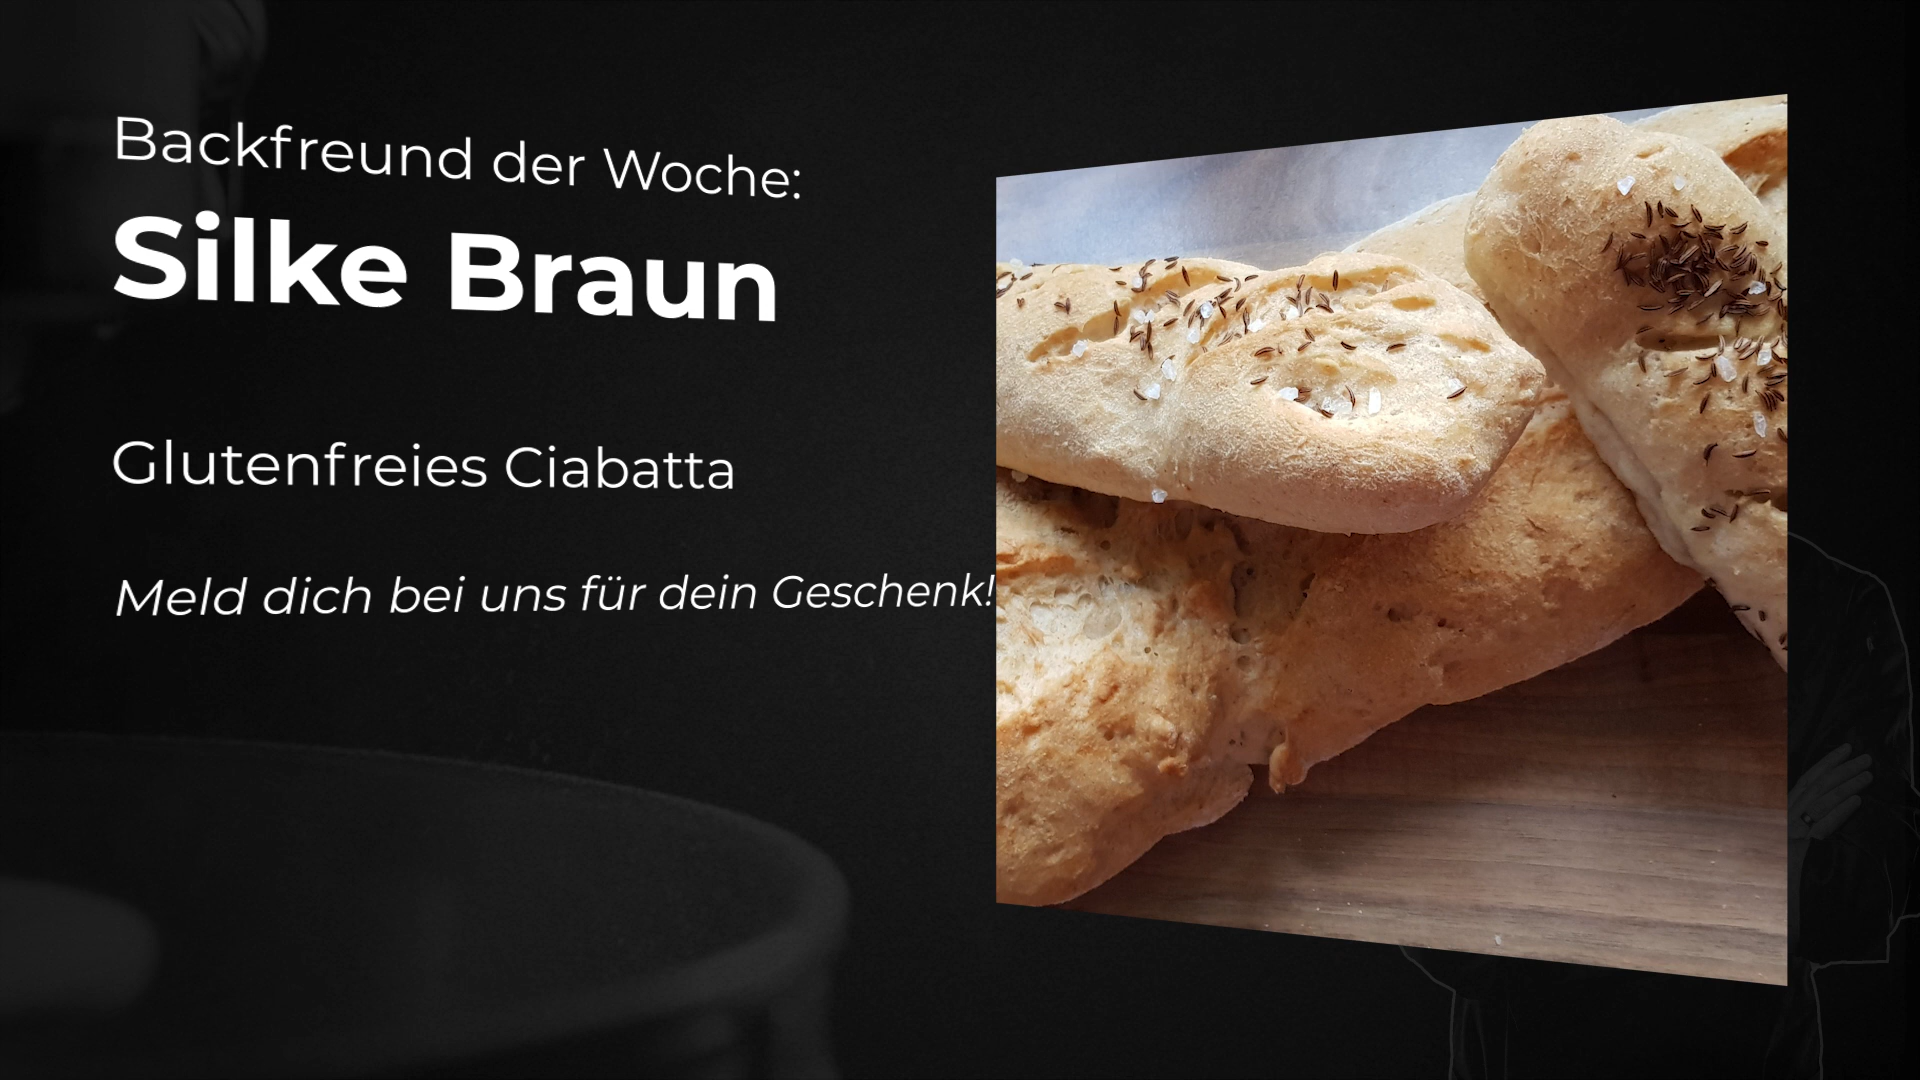 Backfreund der Woche:
Silke Braun
Glutenfreies Ciabatta
Meld dich bei uns für dein Geschenk!